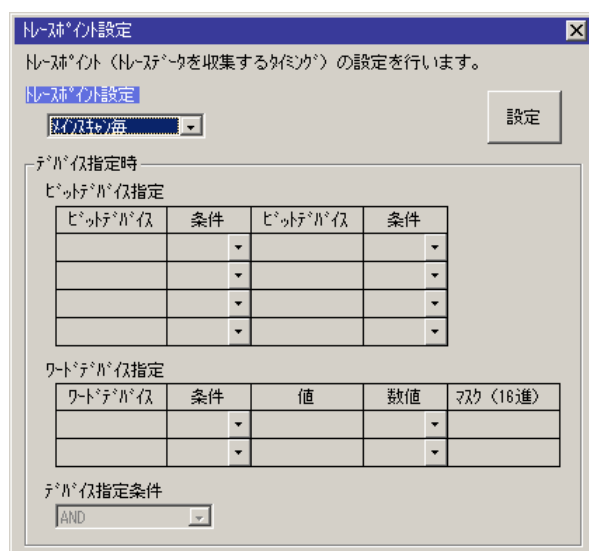 ﾄﾚｰｽﾎﾟｲﾝﾄ設定
ﾄﾚｰｽﾎﾟｲﾝﾄ（ﾄﾚｰｽﾃﾞｰﾀを収集するﾀｲﾐﾝｸﾞ）の設定を行います。
ﾄﾚｰｽﾎﾟｲﾝﾄ設定
ﾒｲﾝｽｷｬﾝ毎
設定
ﾃﾞﾊﾞｲｽ指定時
ﾋﾞｯﾄﾃﾞﾊﾞｲｽ指定
ﾋﾞｯﾄﾃﾞﾊﾞｲｽ 条件 ﾋﾞｯﾄﾃﾞﾊﾞｲｽ 条件
ﾜｰﾄﾞﾃﾞﾊﾞｲｽ指定
ﾜｰﾄﾞﾃﾞﾊﾞｲｽ 条件 値 数値 ﾏｽｸ（16進）
ﾃﾞﾊﾞｲｽ指定条件
AND